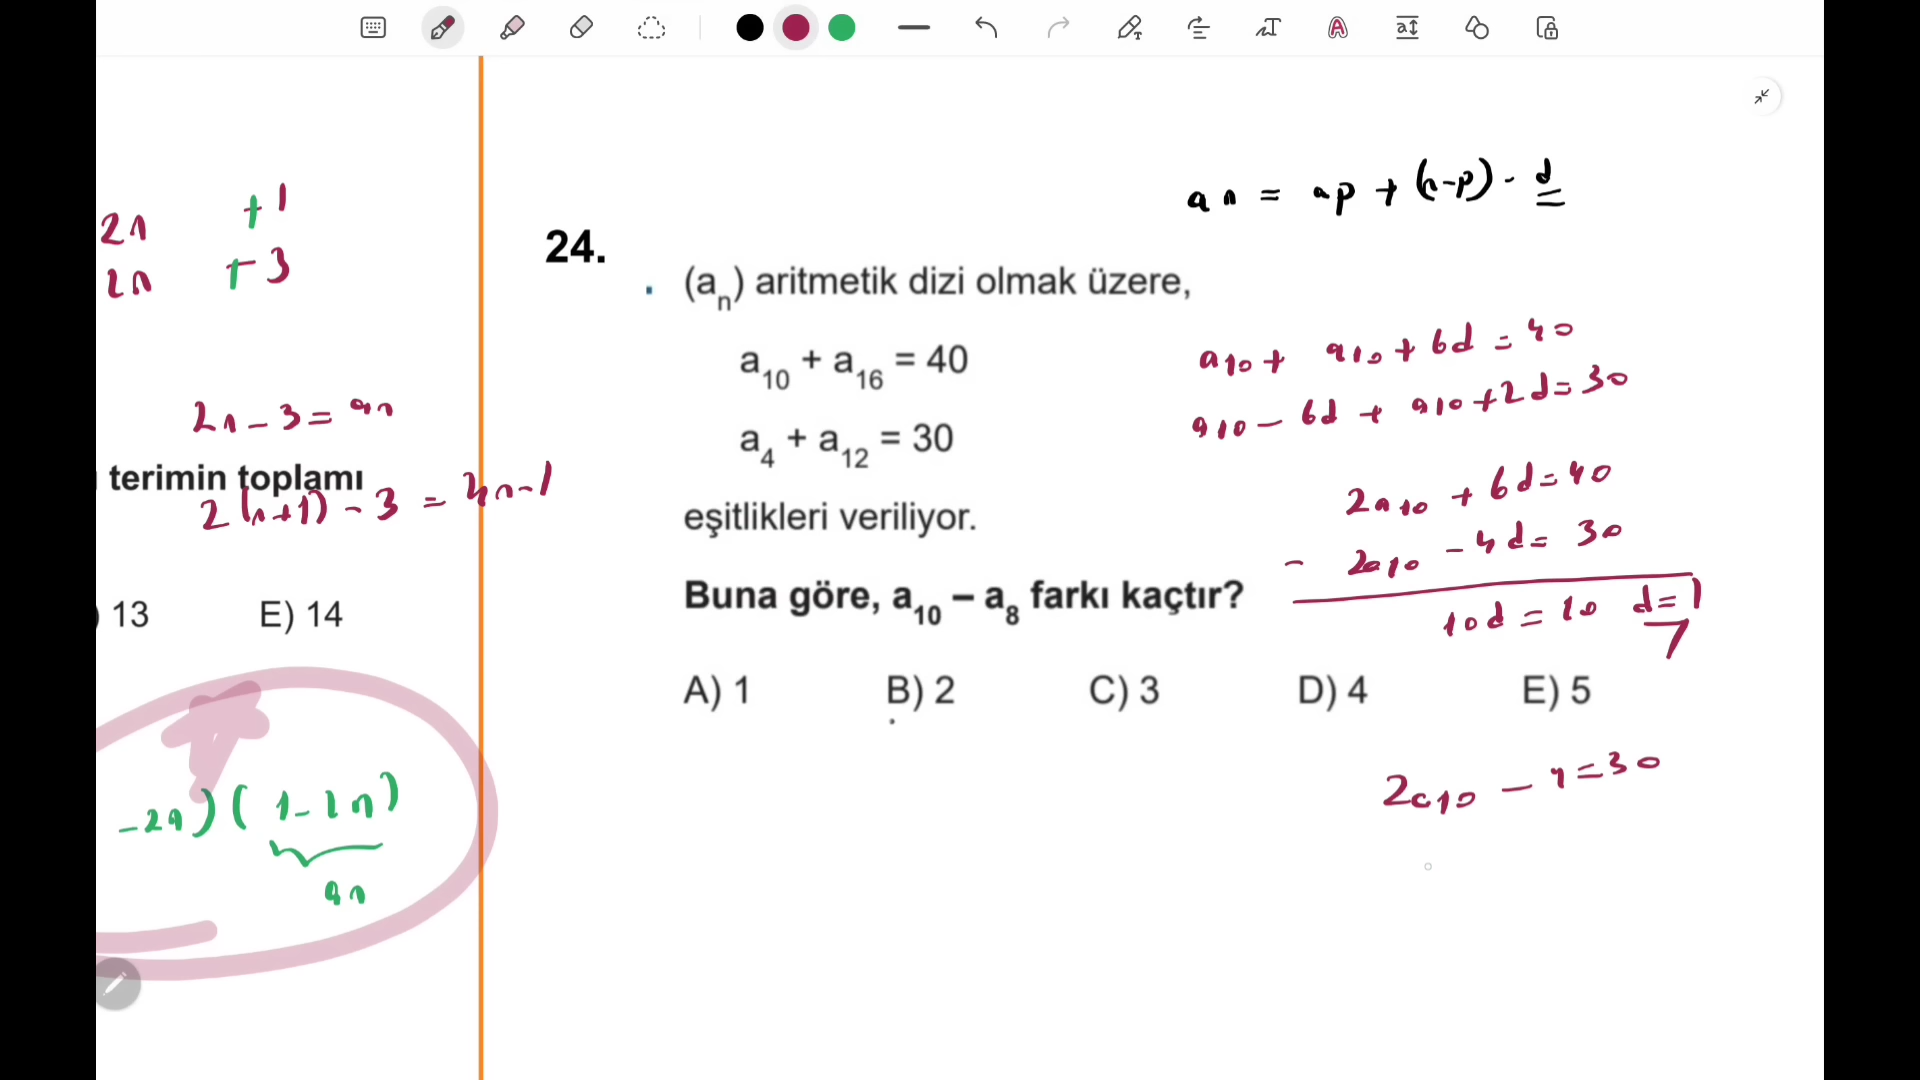 2n +1
2n +3
2n - 3 = an
ı terimin toplamı
2(n+1) - 3 = 4n-1
) 13 E) 14
-2n) (1-2n)
an
an = ap + (n-p) · d
24.
(an) aritmetik dizi olmak üzere,
a10 + a16 = 40
a4 + a12 = 30
eşitlikleri veriliyor.
Buna göre, a10 – a8 farkı kaçtır?
A) 1 B) 2 C) 3 D) 4 E) 5
a10 + a10 + 6d = 40
a10 - 6d + a10 + 2d = 30
2a10 + 6d = 40
- 2a10 - 4d = 30
10d = 10 d = 1
2a10 - 4 = 30